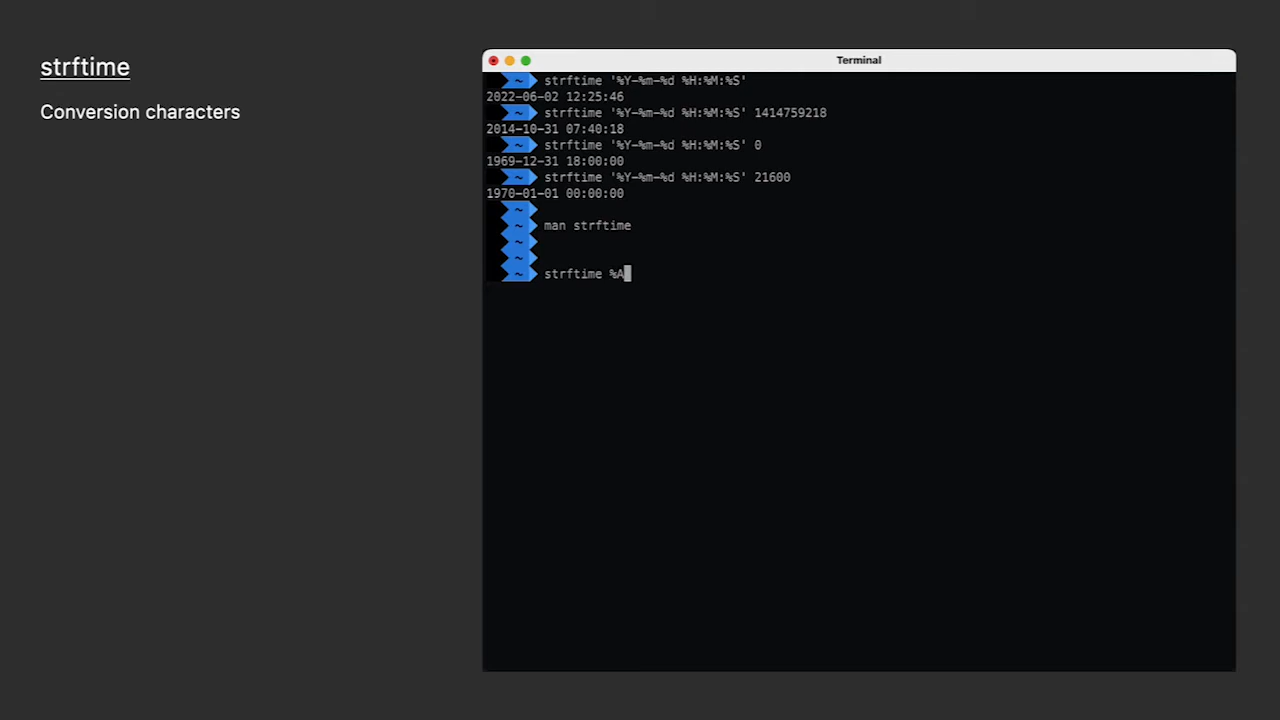 strftime
Conversion characters
Terminal
~ strftime '%Y-%m-%d %H:%M:%S'
2022-06-02 12:25:46
~ strftime '%Y-%m-%d %H:%M:%S' 1414759218
2014-10-31 07:40:18
~ strftime '%Y-%m-%d %H:%M:%S' 0
1969-12-31 18:00:00
~ strftime '%Y-%m-%d %H:%M:%S' 21600
1970-01-01 00:00:00
~
~ man strftime
~
~
~ strftime %A